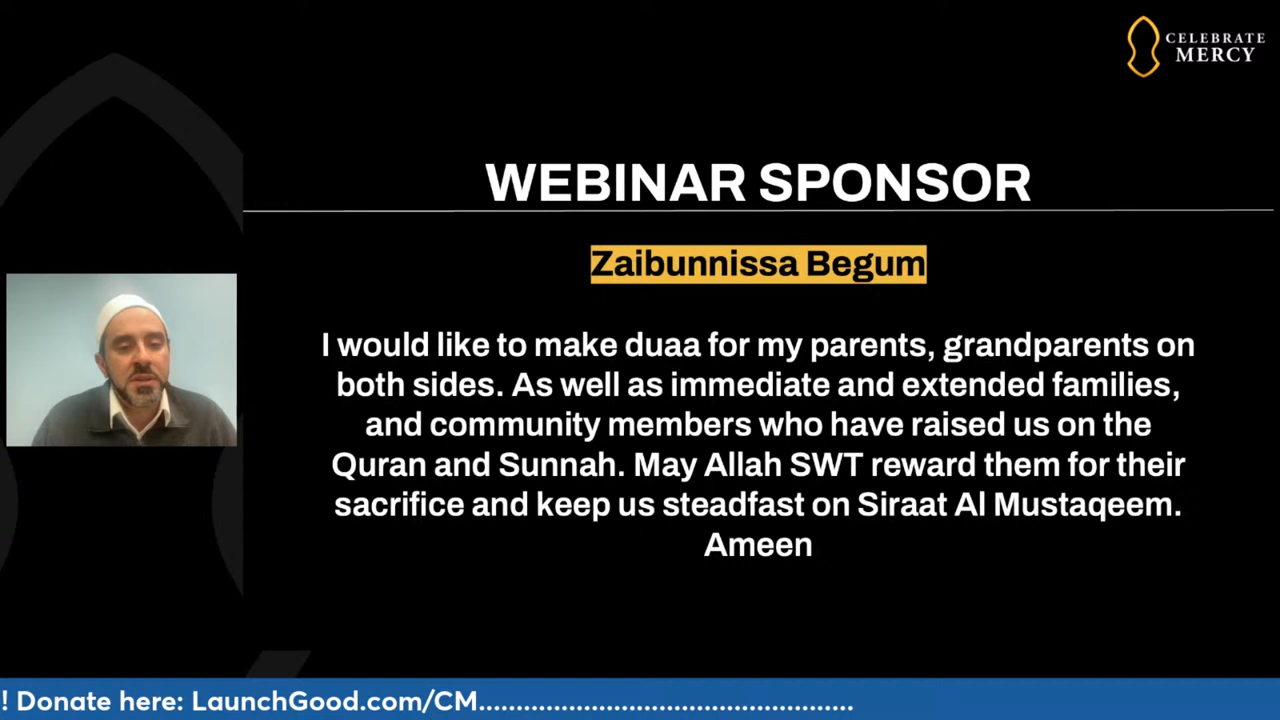 CELEBRATE
MERCY
WEBINAR SPONSOR
Zaibunnissa Begum
I would like to make duaa for my parents, grandparents on
both sides. As well as immediate and extended families,
and community members who have raised us on the
Quran and Sunnah. May Allah SWT reward them for their
sacrifice and keep us steadfast on Siraat Al Mustaqeem.
Ameen
! Donate here: LaunchGood.com/CM..................................................